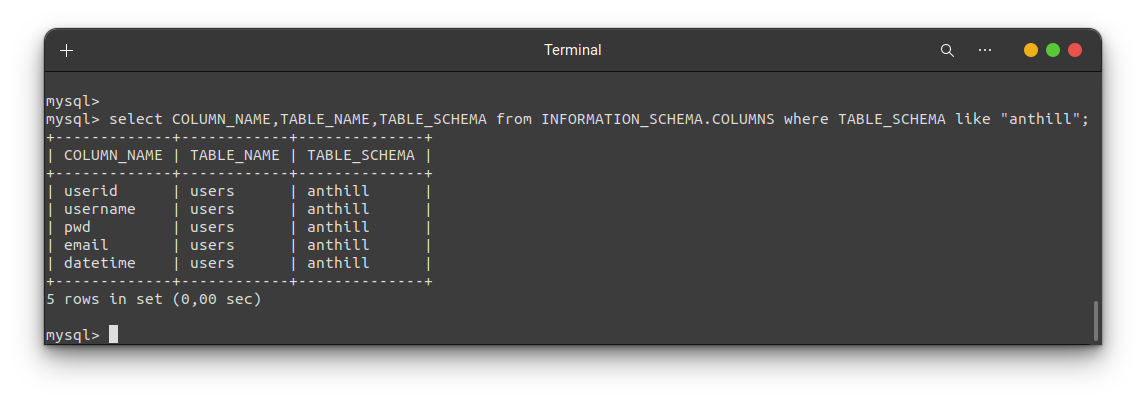 Terminal
mysql>
mysql> select COLUMN_NAME,TABLE_NAME,TABLE_SCHEMA from INFORMATION_SCHEMA.COLUMNS where TABLE_SCHEMA like "anthill";
+-------------+------------+--------------+
| COLUMN_NAME | TABLE_NAME | TABLE_SCHEMA |
+-------------+------------+--------------+
| userid      | users      | anthill      |
| username    | users      | anthill      |
| pwd         | users      | anthill      |
| email       | users      | anthill      |
| datetime    | users      | anthill      |
+-------------+------------+--------------+
5 rows in set (0,00 sec)
mysql>